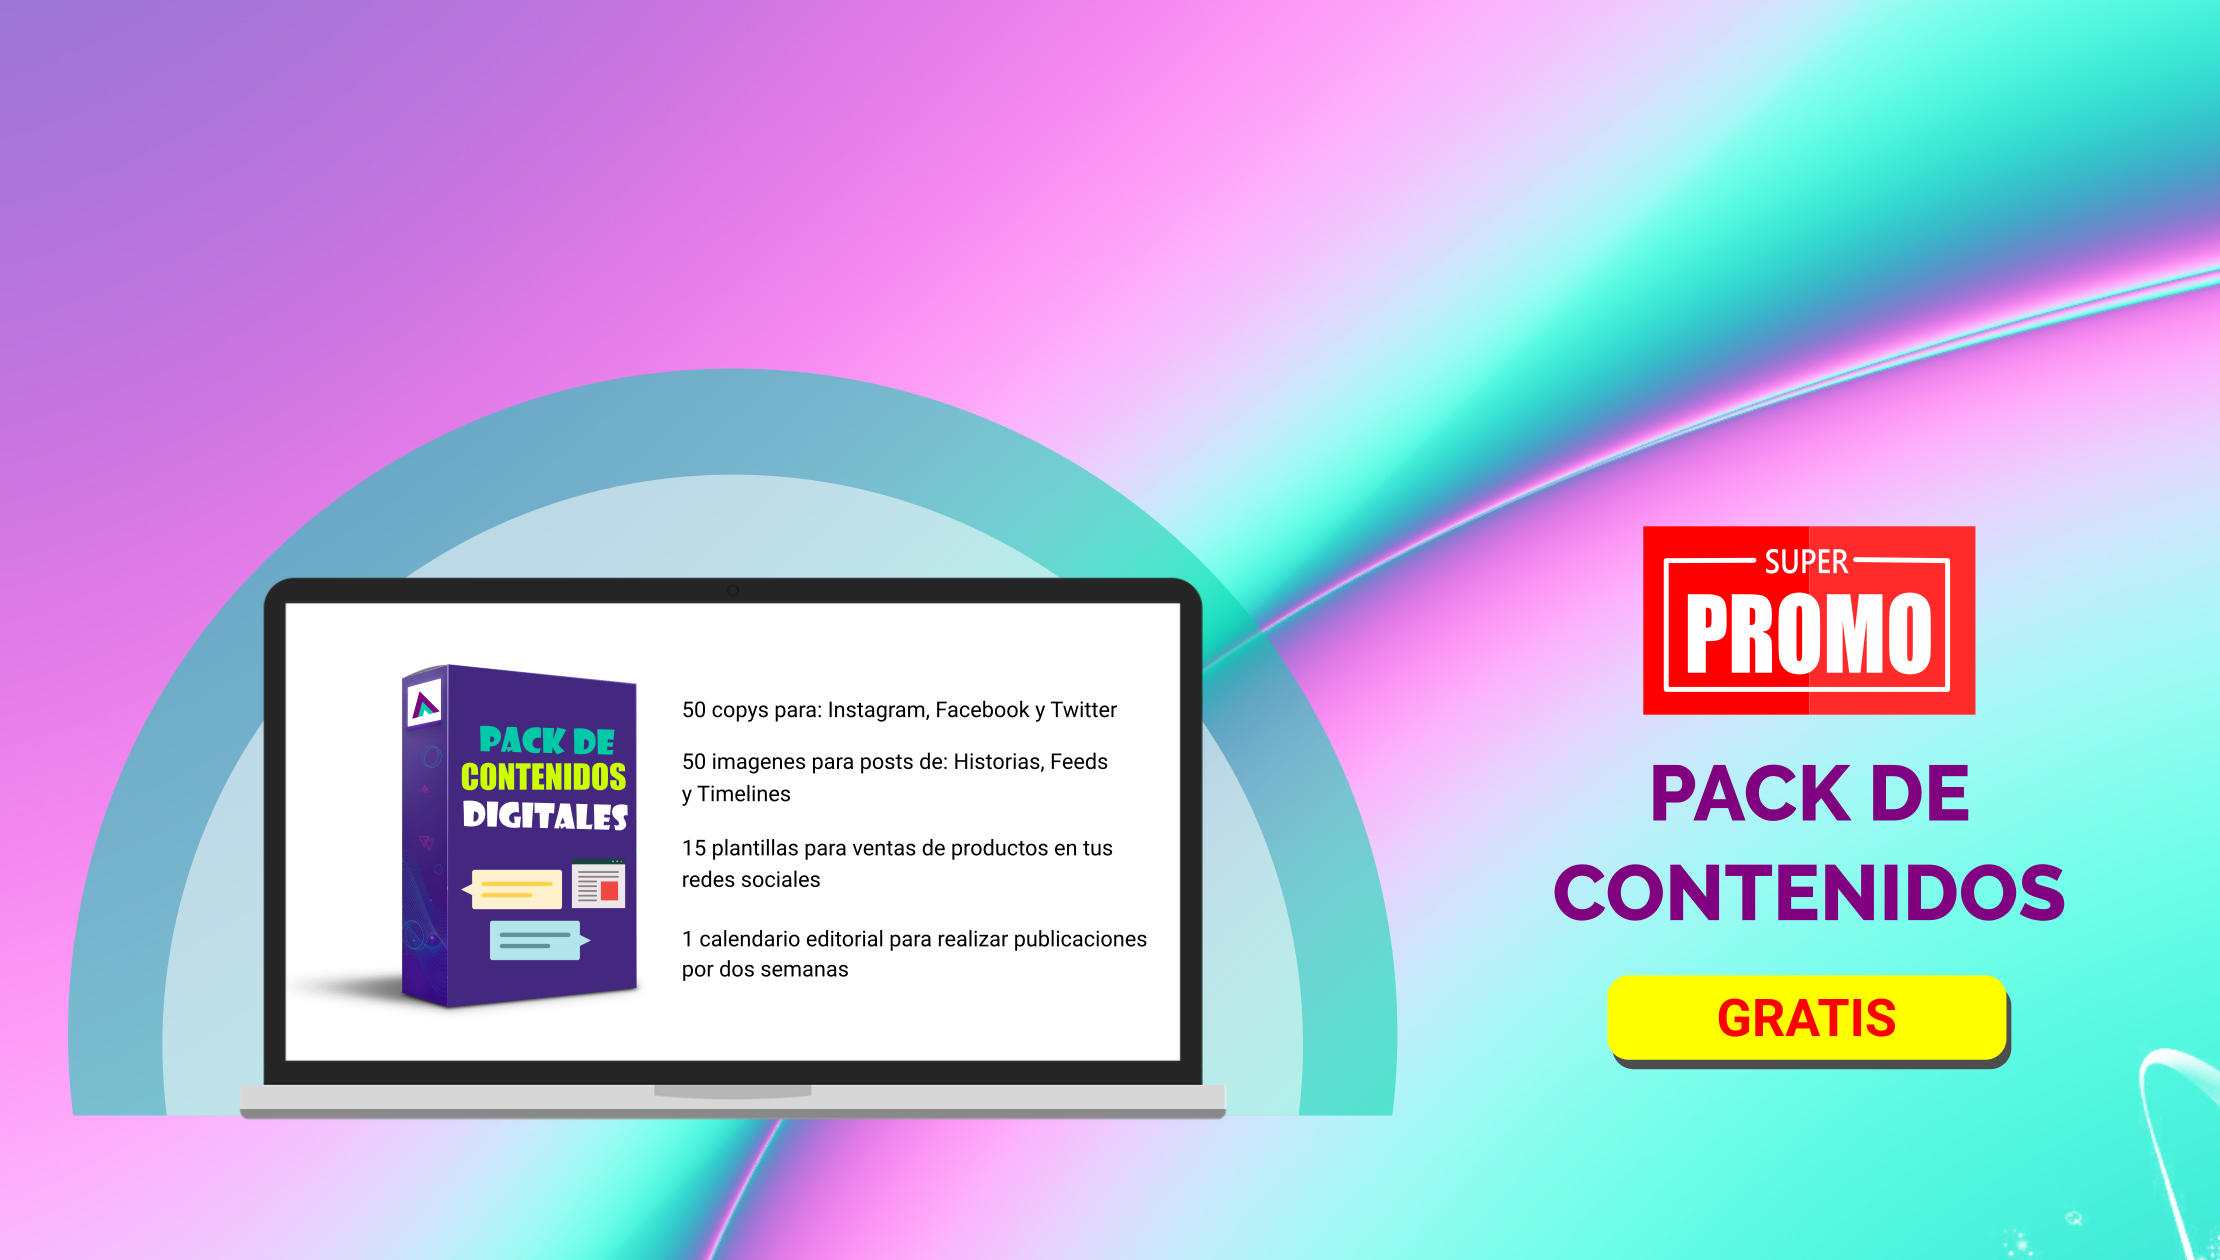 PACK DE
CONTENIDOS
DIGITALES
50 copys para: Instagram, Facebook y Twitter
50 imagenes para posts de: Historias, Feeds
y Timelines
15 plantillas para ventas de productos en tus
redes sociales
1 calendario editorial para realizar publicaciones
por dos semanas
SUPER
PROMO
PACK DE
CONTENIDOS
GRATIS